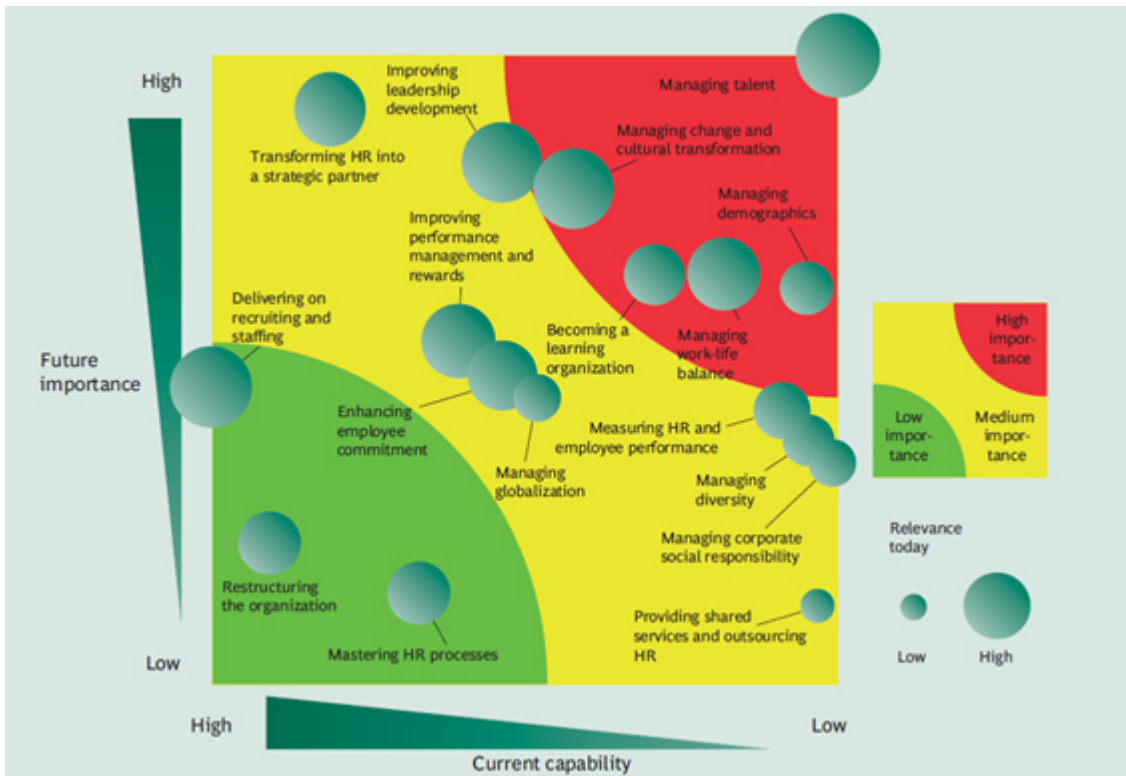 High
Improving
leadership
development
Managing talent
Transforming HR into
a strategic partner
Managing change and
cultural transformation
Managing
demographics
Improving
performance
management and
rewards
Delivering on
recruiting and
staffing
Future
importance
Becoming a
learning
organization
Managing
work-life
balance
Enhancing
employee
commitment
Managing
globalization
Measuring HR and
employee performance
Managing
diversity
Managing corporate
social responsibility
Restructuring
the organization
Mastering HR processes
Providing shared
services and outsourcing
HR
Low
High
Low
Current capability
High
impor-
tance
Low
impor-
tance
Medium
impor-
tance
Relevance
today
Low
High